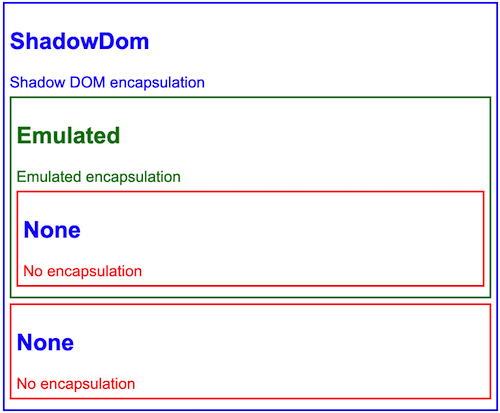 ShadowDom
Shadow DOM encapsulation
Emulated
Emulated encapsulation
None
No encapsulation
None
No encapsulation